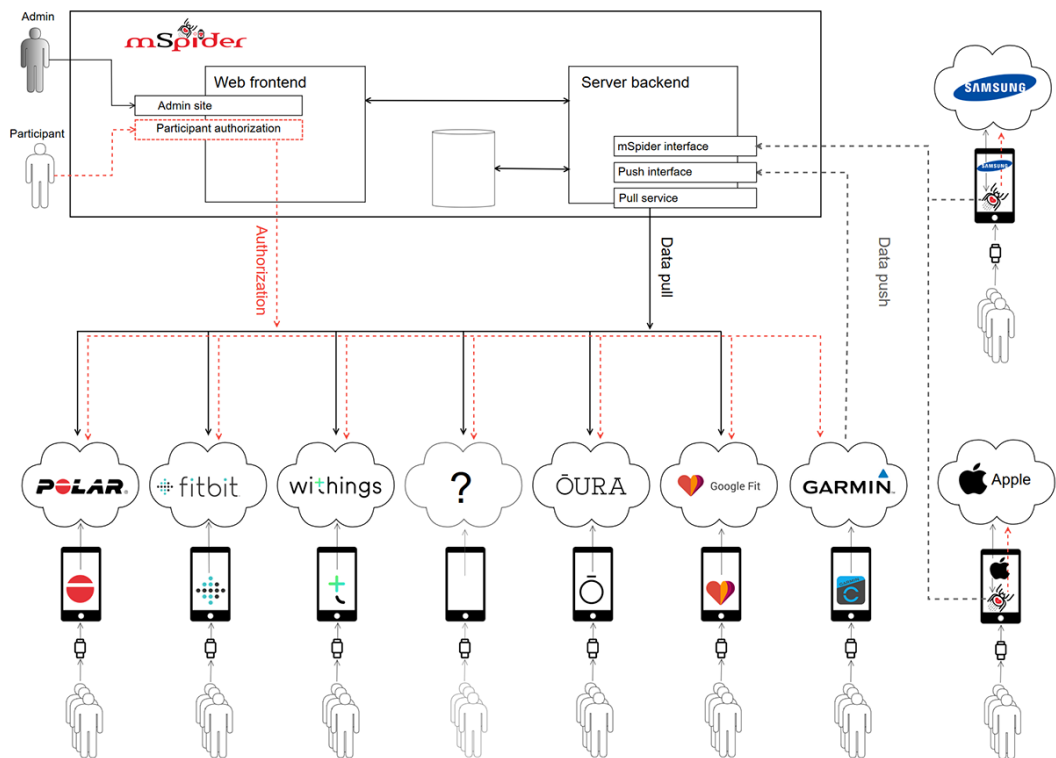 Admin
mSpider
Web frontend
Server backend
Admin site
Participant authorization
Participant
mSpider interface
Push interface
Pull service
SAMSUNG
SAMSUNG
Authorization
Data pull
Data push
POLAR
fitbit
withings
?
ŌURA
Google Fit
GARMIN
Apple